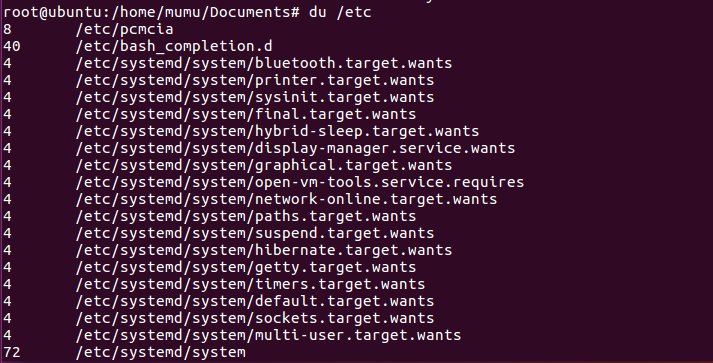 root@ubuntu:/home/mumu/Documents# du /etc
8 /etc/pcmcia
40 /etc/bash_completion.d
4 /etc/systemd/system/bluetooth.target.wants
4 /etc/systemd/system/printer.target.wants
4 /etc/systemd/system/sysinit.target.wants
4 /etc/systemd/system/final.target.wants
4 /etc/systemd/system/hybrid-sleep.target.wants
4 /etc/systemd/system/display-manager.service.wants
4 /etc/systemd/system/graphical.target.wants
4 /etc/systemd/system/open-vm-tools.service.requires
4 /etc/systemd/system/network-online.target.wants
4 /etc/systemd/system/paths.target.wants
4 /etc/systemd/system/suspend.target.wants
4 /etc/systemd/system/hibernate.target.wants
4 /etc/systemd/system/getty.target.wants
4 /etc/systemd/system/timers.target.wants
4 /etc/systemd/system/default.target.wants
4 /etc/systemd/system/sockets.target.wants
4 /etc/systemd/system/multi-user.target.wants
72 /etc/systemd/system